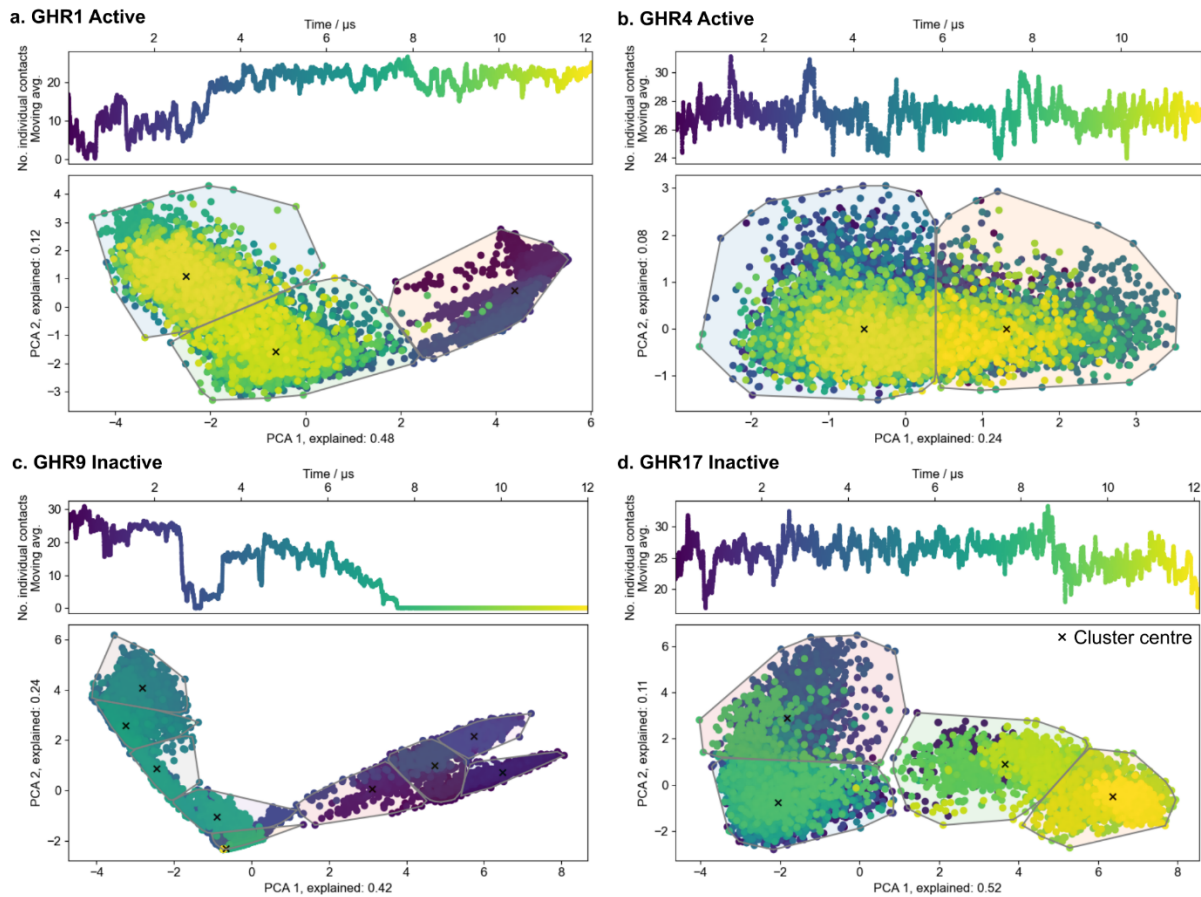 a. GHR1 Active
Time / μs
2 4 6 8 10 12
No. individual contacts
Moving avg.
20
10
0
PCA 2, explained: 0.12
4
3
2
1
0
−1
−2
−3
−4 −2 0 2 4 6
PCA 1, explained: 0.48
b. GHR4 Active
Time / μs
2 4 6 8 10
No. individual contacts
Moving avg.
30
28
26
24
PCA 2, explained: 0.08
3
2
1
0
−1
−2 −1 0 1 2 3
PCA 1, explained: 0.24
c. GHR9 Inactive
Time / μs
2 4 6 8 10 12
No. individual contacts
Moving avg.
30
20
10
0
PCA 2, explained: 0.24
6
4
2
0
−2
−4 −2 0 2 4 6 8
PCA 1, explained: 0.42
d. GHR17 Inactive
Time / μs
2 4 6 8 10 12
No. individual contacts
Moving avg.
30
25
20
× Cluster centre
PCA 2, explained: 0.11
6
4
2
0
−2
−4 −2 0 2 4 6 8
PCA 1, explained: 0.52